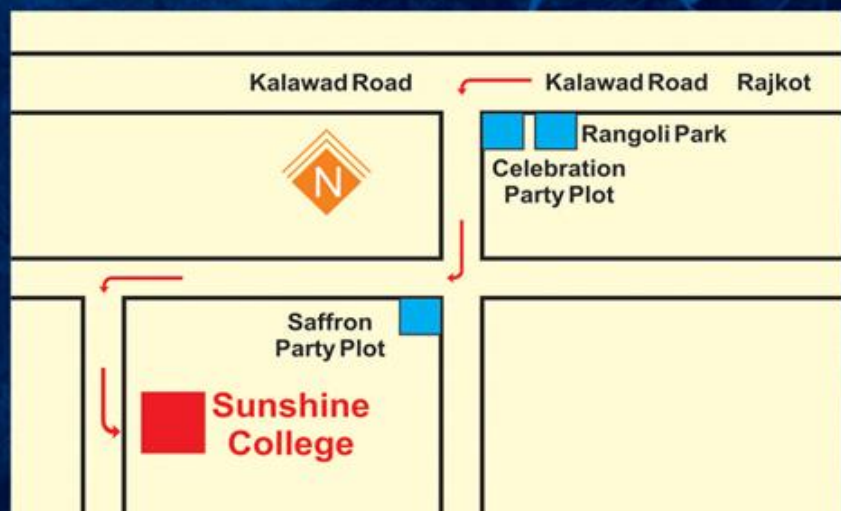 Kalawad Road
Kalawad Road Rajkot
Rangoli Park
Celebration
Party Plot
N
Saffron
Party Plot
Sunshine
College